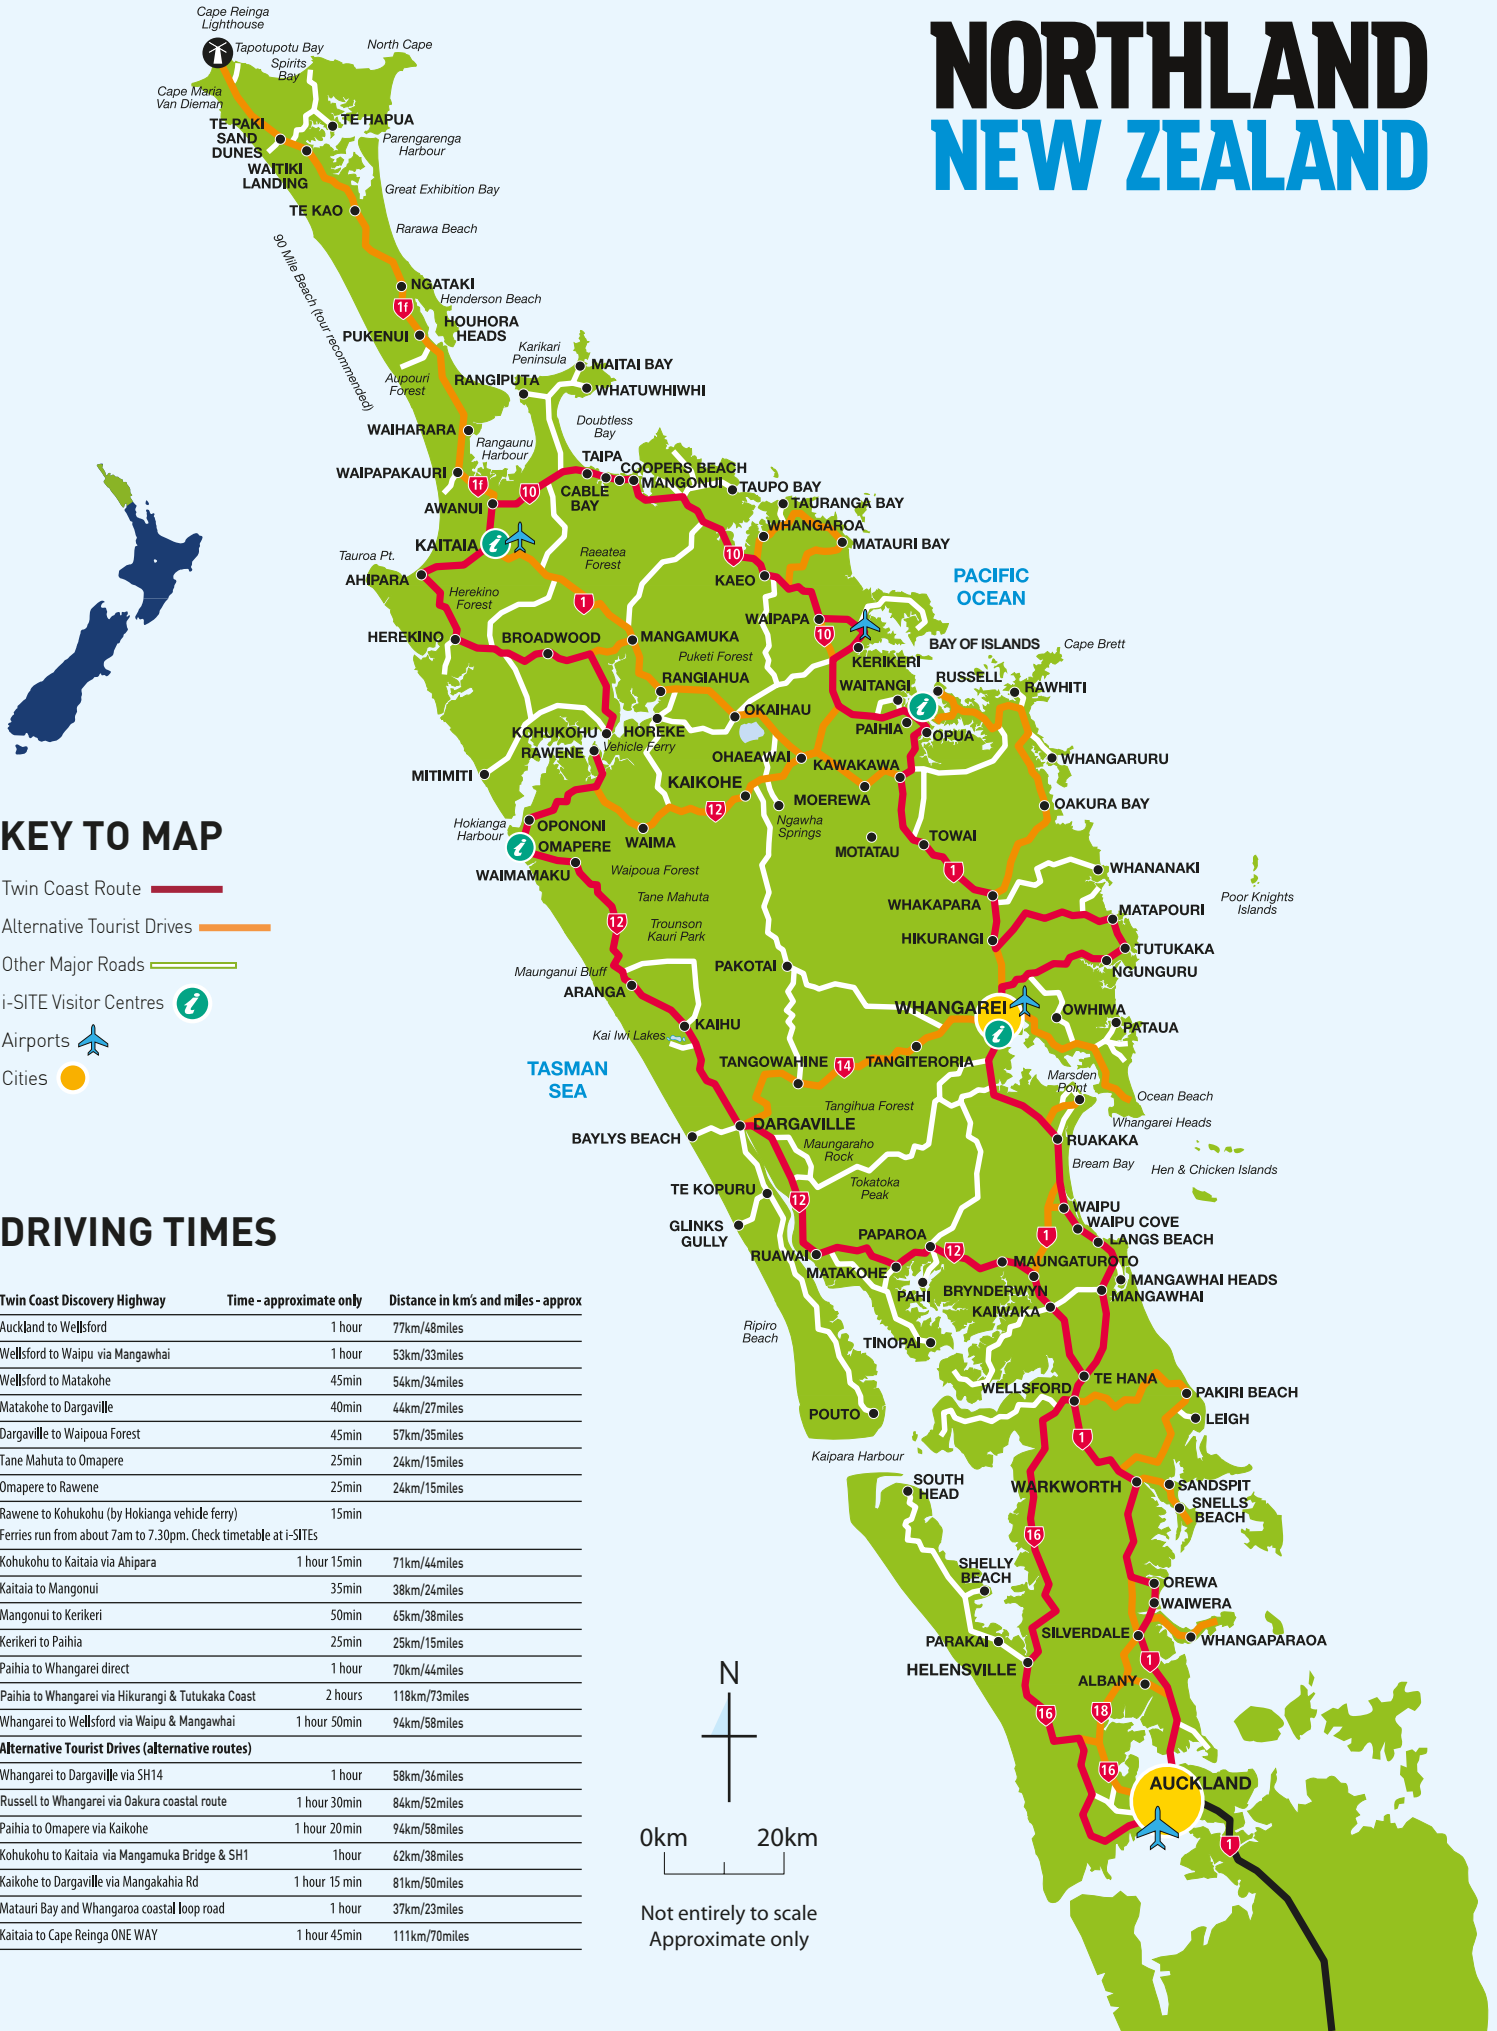 NORTHLAND
NEW ZEALAND
Cape Reinga
Lighthouse
Tapotupotu Bay
North Cape
Spirits
Bay
Cape Maria
Van Dieman
TE PAKI
SAND
DUNES
TE HAPUA
Parengarenga
Harbour
WAITIKI
LANDING
Great Exhibition Bay
TE KAO
Rarawa Beach
90 Mile Beach (tour recommended)
NGATAKI
Henderson Beach
1f
HOUHORA
HEADS
PUKENUI
Karikari
Peninsula
MAITAI BAY
Aupouri
Forest
RANGIPUTA
WHATUWHIWHI
Doubtless
Bay
WAIHARARA
Rangaunu
Harbour
TAIPA
WAIPAPAKAURI
COOPERS BEACH
MANGONUI
1f
10
CABLE
BAY
TAUPO BAY
AWANUI
TAURANGA BAY
WHANGAROA
KAITAIA
MATAURI BAY
Tauroa Pt.
Raeatea
Forest
10
AHIPARA
KAEO
PACIFIC
OCEAN
Herekino
Forest
1
WAIPAPA
10
HEREKINO
BROADWOOD
MANGAMUKA
BAY OF ISLANDS
Cape Brett
Puketi Forest
KERIKERI
RANGIAHUA
WAITANGI
RUSSELL
RAWHITI
OKAIHAU
KOHUKOHU
HOREKE
PAIHIA
OPUA
RAWENE
Vehicle Ferry
OHAEAWAI
KAWAKAWA
WHANGARURU
MITIMITI
KAIKOHE
MOEREWA
OAKURA BAY
12
Hokianga
Harbour
OPONONI
Ngawha
Springs
OMAPERE
WAIMA
MOTATAU
TOWAI
WAIMAMAKU
Waipoua Forest
1
WHANANAKI
Tane Mahuta
WHAKAPARA
Poor Knights
Islands
12
Trounson
Kauri Park
MATAPOURI
HIKURANGI
TUTUKAKA
Maunganui Bluff
PAKOTAI
NGUNGURU
ARANGA
WHANGAREI
OWHIWA
KAIHU
PATAUA
Kai Iwi Lakes
TASMAN
SEA
TANGOWAHINE
14
TANGITERORIA
Marsden
Point
Ocean Beach
Tangihua Forest
Whangarei Heads
DARGAVILLE
BAYLYS BEACH
Maungaraho
Rock
RUAKAKA
Bream Bay
Hen & Chicken Islands
TE KOPURU
12
Tokatoka
Peak
WAIPU
GLINKS
GULLY
WAIPU COVE
PAPAROA
1
LANGS BEACH
RUAWAI
12
MAUNGATUROTO
MATAKOHE
MANGAWHAI HEADS
PAHI
BRYNDERWYN
MANGAWHAI
KAIWAKA
Ripiro
Beach
TINOPAI
TE HANA
WELLSFORD
PAKIRI BEACH
POUTO
LEIGH
1
Kaipara Harbour
SOUTH
HEAD
WARKWORTH
SANDSPIT
SNELLS
BEACH
16
SHELLY
BEACH
OREWA
WAIWERA
PARAKAI
SILVERDALE
WHANGAPARAOA
HELENSVILLE
1
ALBANY
16
18
16
AUCKLAND
1
KEY TO MAP
Twin Coast Route
Alternative Tourist Drives
Other Major Roads
i-SITE Visitor Centres
Airports
Cities
DRIVING TIMES
Twin Coast Discovery Highway Time - approximate only Distance in km's and miles - approx
Auckland to Wellsford 1 hour 77km/48miles
Wellsford to Waipu via Mangawhai 1 hour 53km/33miles
Wellsford to Matakohe 45min 54km/34miles
Matakohe to Dargaville 40min 44km/27miles
Dargaville to Waipoua Forest 45min 57km/35miles
Tane Mahuta to Omapere 25min 24km/15miles
Omapere to Rawene 25min 24km/15miles
Rawene to Kohukohu (by Hokianga vehicle ferry) 15min
Ferries run from about 7am to 7.30pm. Check timetable at i-SITEs
Kohukohu to Kaitaia via Ahipara 1 hour 15min 71km/44miles
Kaitaia to Mangonui 35min 38km/24miles
Mangonui to Kerikeri 50min 65km/38miles
Kerikeri to Paihia 25min 25km/15miles
Paihia to Whangarei direct 1 hour 70km/44miles
Paihia to Whangarei via Hikurangi & Tutukaka Coast 2 hours 118km/73miles
Whangarei to Wellsford via Waipu & Mangawhai 1 hour 50min 94km/58miles
Alternative Tourist Drives (alternative routes)
Whangarei to Dargaville via SH14 1 hour 58km/36miles
Russell to Whangarei via Oakura coastal route 1 hour 30min 84km/52miles
Paihia to Omapere via Kaikohe 1 hour 20min 94km/58miles
Kohukohu to Kaitaia via Mangamuka Bridge & SH1 1hour 62km/38miles
Kaikohe to Dargaville via Mangakahia Rd 1 hour 15 min 81km/50miles
Matauri Bay and Whangaroa coastal loop road 1 hour 37km/23miles
Kaitaia to Cape Reinga ONE WAY 1 hour 45min 111km/70miles
N
0km 20km
Not entirely to scale
Approximate only